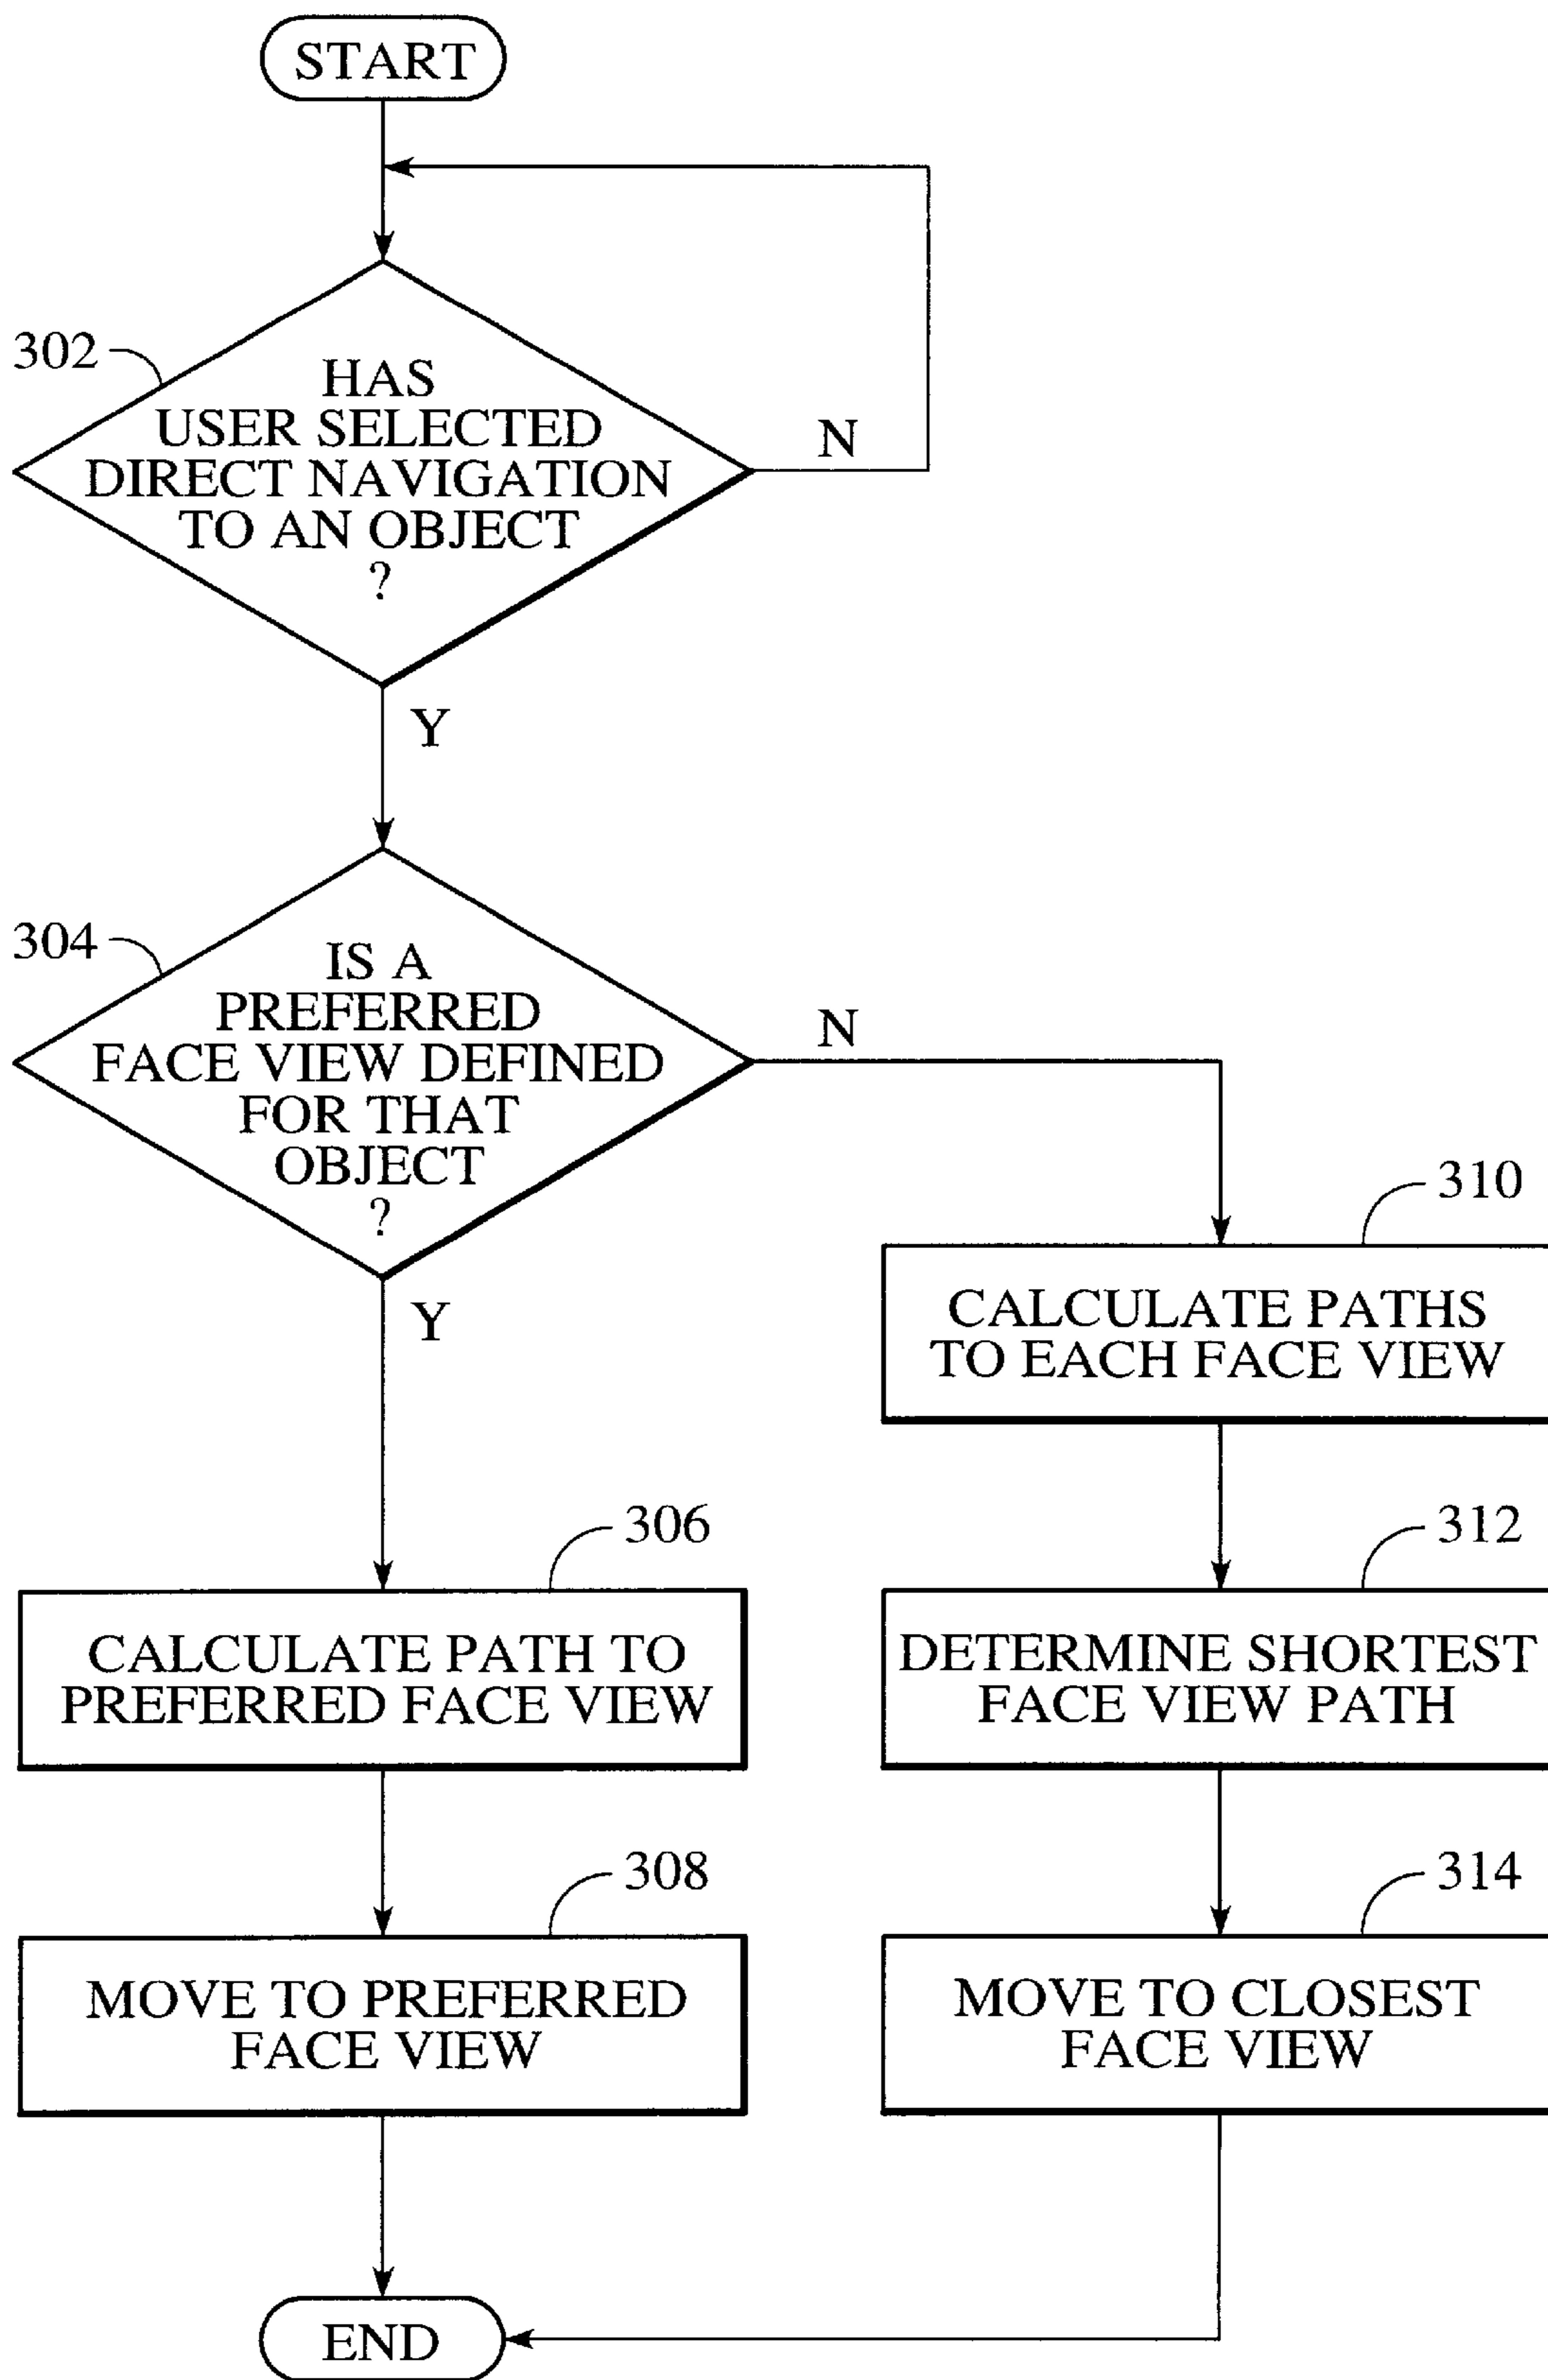 START
302
HAS
USER SELECTED
DIRECT NAVIGATION
TO AN OBJECT
?
N
Y
304
IS A
PREFERRED
FACE VIEW DEFINED
FOR THAT
OBJECT
?
N
Y
310
CALCULATE PATHS
TO EACH FACE VIEW
306
CALCULATE PATH TO
PREFERRED FACE VIEW
312
DETERMINE SHORTEST
FACE VIEW PATH
308
MOVE TO PREFERRED
FACE VIEW
314
MOVE TO CLOSEST
FACE VIEW
END